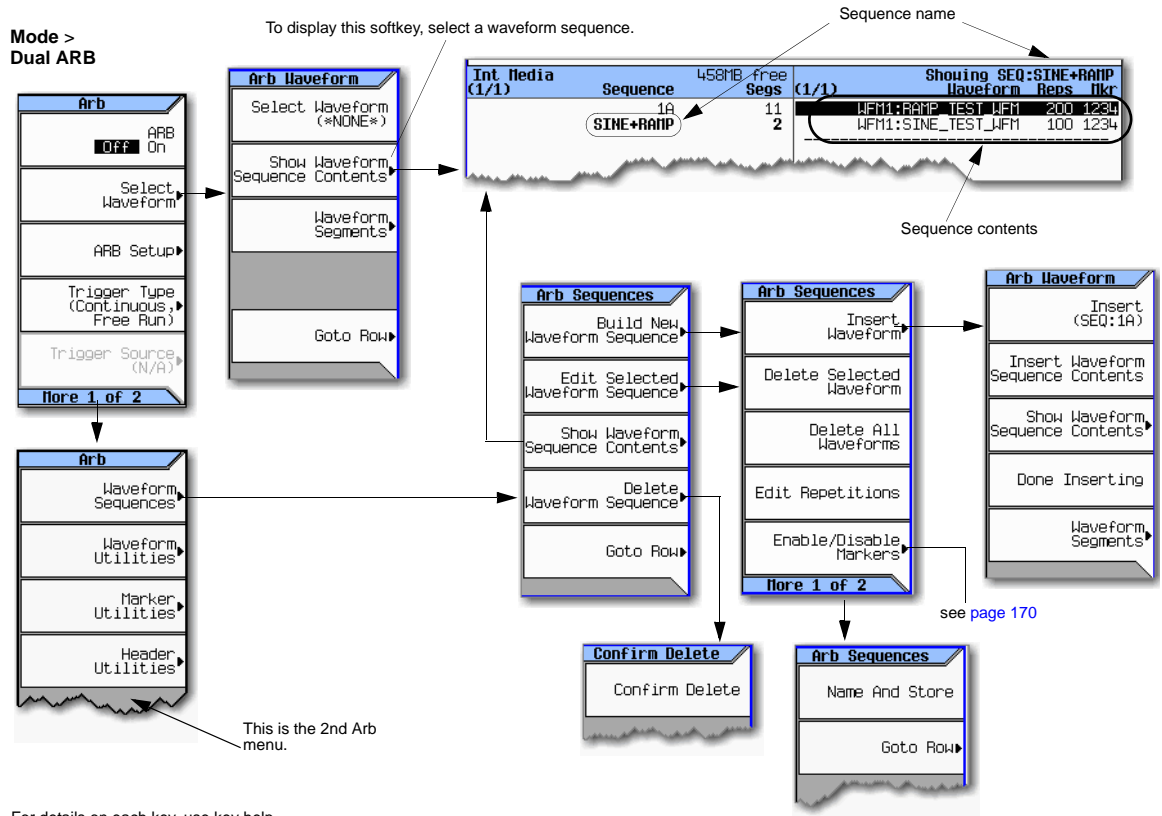 Mode >
Dual ARB
To display this softkey, select a waveform sequence.
Sequence name
Arb
ARB
Off On
Select
Waveform
ARB Setup
Trigger Type
(Continuous,
Free Run)
Trigger Source
(N/A)
More 1 of 2
Arb Waveform
Select Waveform
(*NONE*)
Show Waveform
Sequence Contents
Waveform
Segments
Goto Row
Int Media 458MB free
(1/1) Sequence Segs
1A 11
SINE+RAMP 2
Showing SEQ:SINE+RAMP
(1/1) Waveform Reps Mkr
WFM1:RAMP_TEST_WFM 200 1234
WFM1:SINE_TEST_WFM 100 1234
Sequence contents
Arb
Waveform
Sequences
Waveform
Utilities
Marker
Utilities
Header
Utilities
This is the 2nd Arb
menu.
Arb Sequences
Build New
Waveform Sequence
Edit Selected
Waveform Sequence
Show Waveform
Sequence Contents
Delete
Waveform Sequence
Goto Row
Arb Sequences
Insert
Waveform
Delete Selected
Waveform
Delete All
Waveforms
Edit Repetitions
Enable/Disable
Markers
More 1 of 2
see page 170
Arb Waveform
Insert
(SEQ:1A)
Insert Waveform
Sequence Contents
Show Waveform
Sequence Contents
Done Inserting
Waveform
Segments
Confirm Delete
Confirm Delete
Arb Sequences
Name And Store
Goto Row
For details on each key, use key help